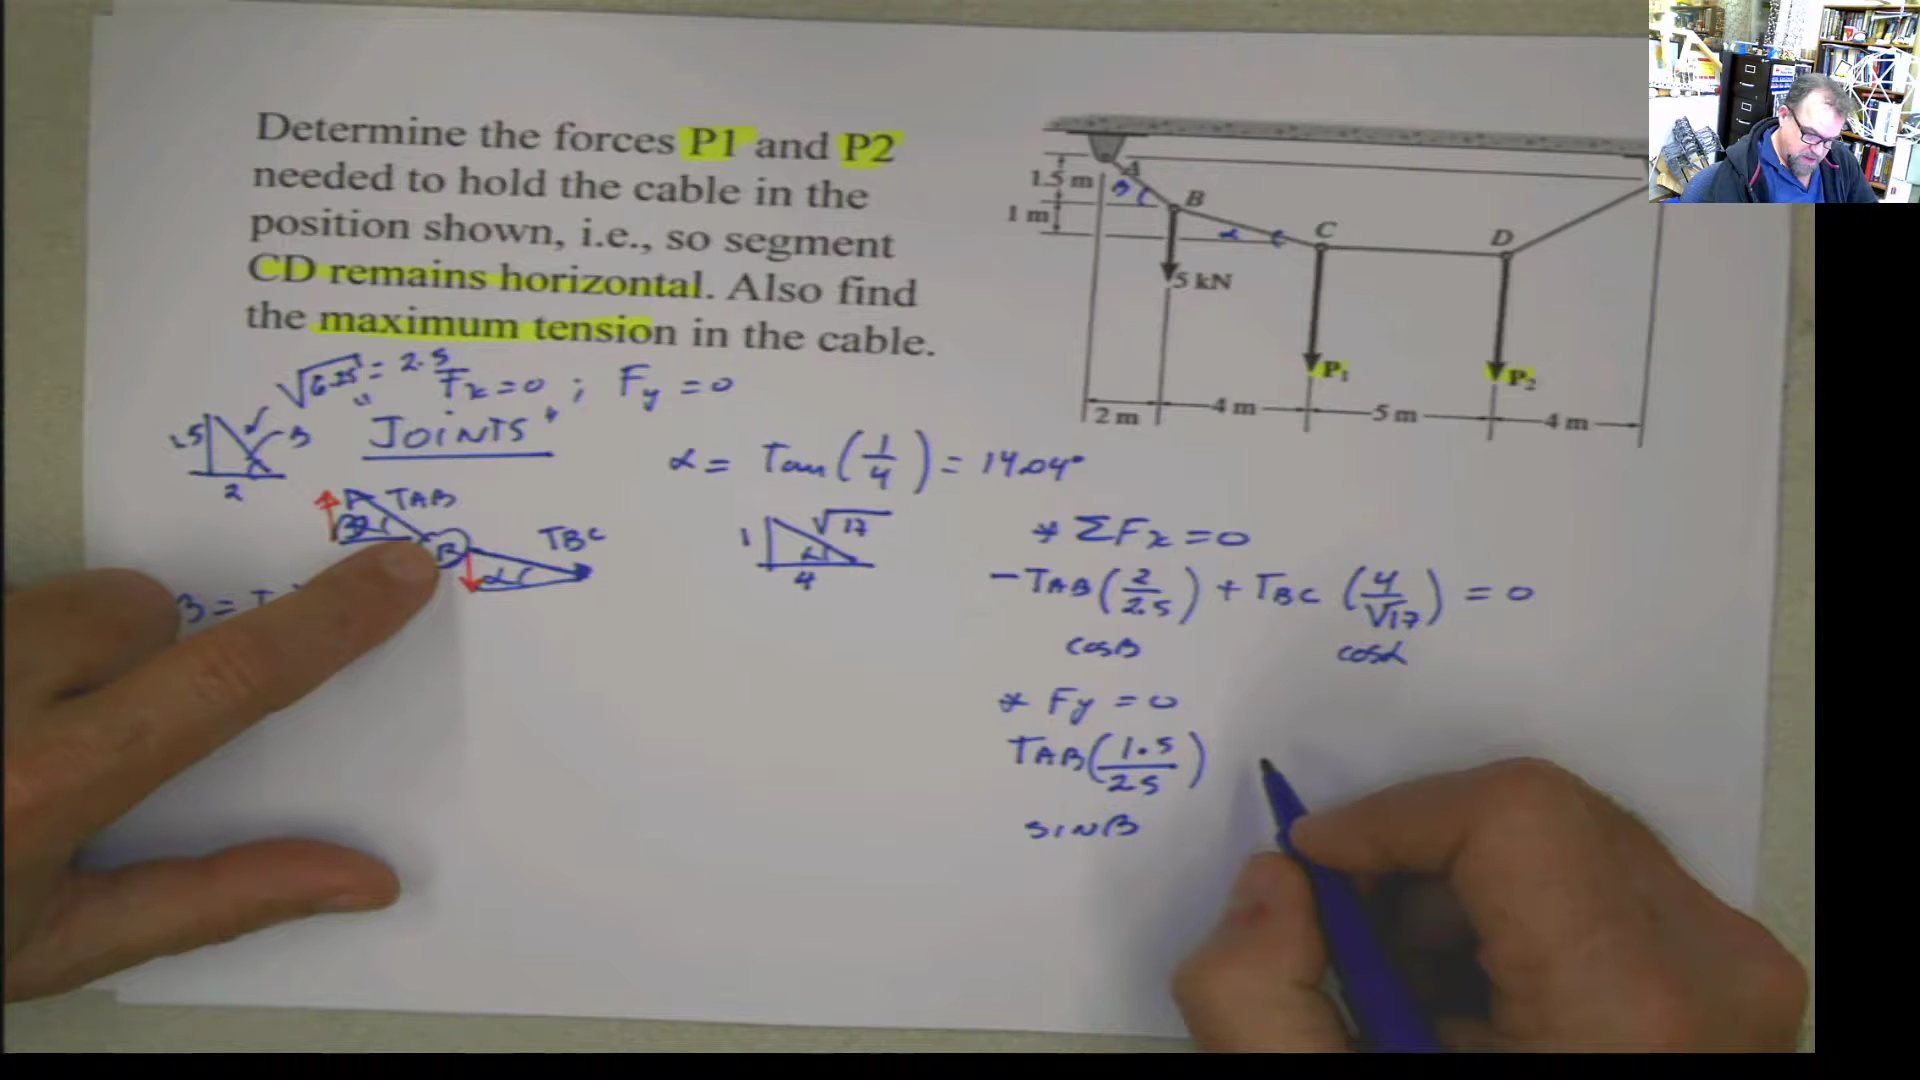 Determine the forces P1 and P2
needed to hold the cable in the
position shown, i.e., so segment
CD remains horizontal. Also find
the maximum tension in the cable.
√6.25 = 2.5
Fx=0 ; Fy=0
"JOINTS"
1.5
β
2
TAB
β
B
TBC
α
β =
α = Tan(1/4) = 14.04°
1
√17
α
4
* ΣFx = 0
-TAB(2/2.5) + TBC (4/√17) = 0
cosβ
cosα
* Fy = 0
TAB(1.5/2.5)
sinβ
1.5 m
1 m
A
β
B
α
C
D
5 kN
P₁
P₂
2 m
4 m
5 m
4 m